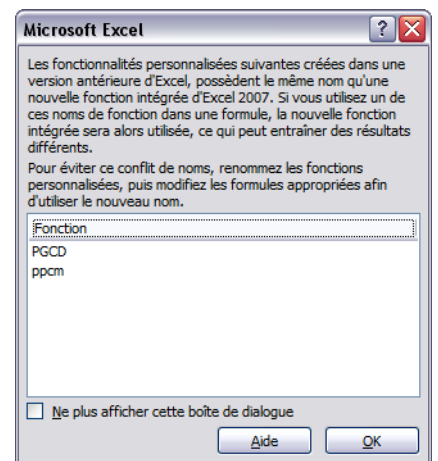 Microsoft Excel
Les fonctionnalités personnalisées suivantes créées dans une
version antérieure d'Excel, possèdent le même nom qu'une
nouvelle fonction intégrée d'Excel 2007. Si vous utilisez un de
ces noms de fonction dans une formule, la nouvelle fonction
intégrée sera alors utilisée, ce qui peut entraîner des résultats
différents.
Pour éviter ce conflit de noms, renommez les fonctions
personnalisées, puis modifiez les formules appropriées afin
d'utiliser le nouveau nom.
Fonction
PGCD
ppcm
Ne plus afficher cette boîte de dialogue
Aide OK